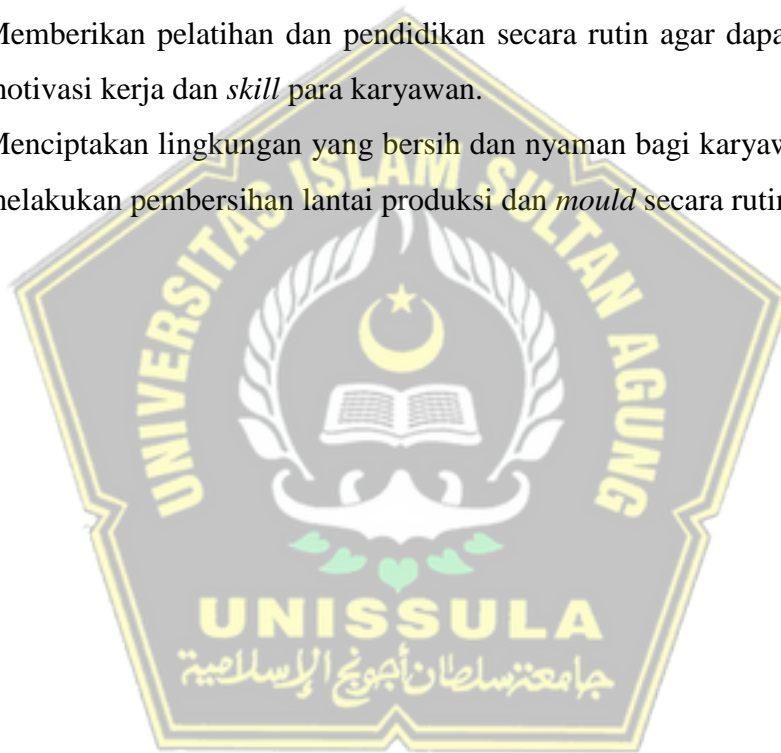 Memberikan pelatihan dan pendidikan secara rutin agar dapa
motivasi kerja dan skill para karyawan.
Menciptakan lingkungan yang bersih dan nyaman bagi karyaw
melakukan pembersihan lantai produksi dan mould secara rutin
UNIVERSITAS ISLAM SULTAN AGUNG
UNISSULA
جامعة سلطان أجونج الإسلامية